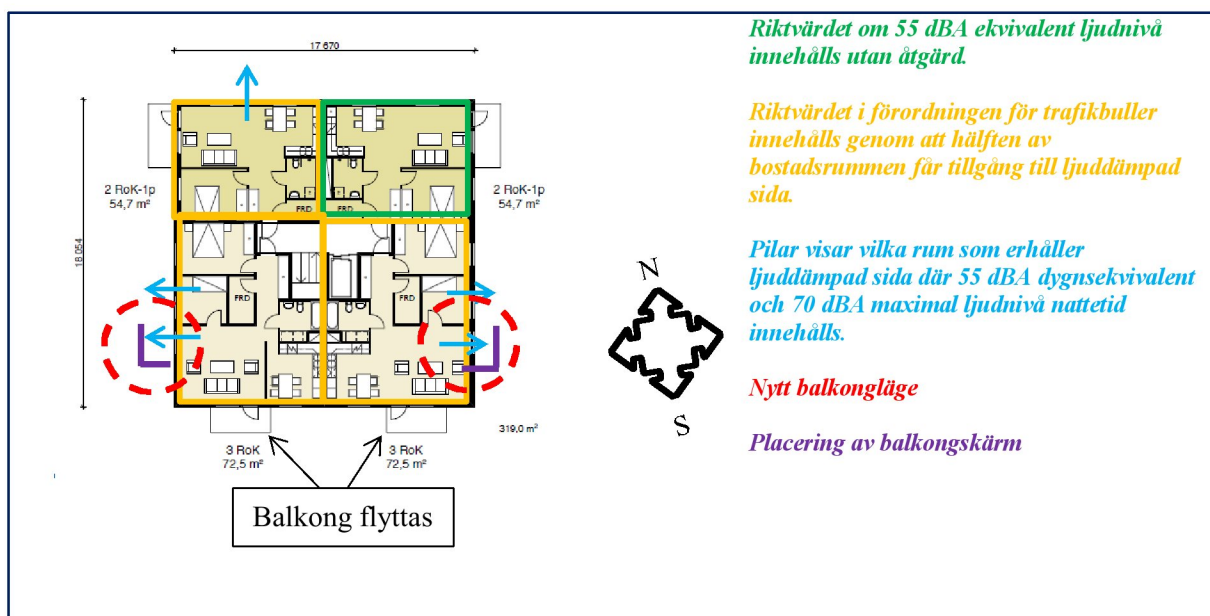 17 670
18 054
2 RoK-1p
54,7 m²
2 RoK-1p
54,7 m²
FRD
FRD
FRD
FRD
3 RoK
72,5 m²
3 RoK
72,5 m²
319,0 m²
Balkong flyttas
N
S
Riktvärdet om 55 dBA ekvivalent ljudnivå
innehålls utan åtgärd.
Riktvärdet i förordningen för trafikbuller
innehålls genom att hälften av
bostadsrummen får tillgång till ljuddämpad
sida.
Pilar visar vilka rum som erhåller
ljuddämpad sida där 55 dBA dygnsekvivalent
och 70 dBA maximal ljudnivå nattetid
innehålls.
Nytt balkongläge
Placering av balkongskärm